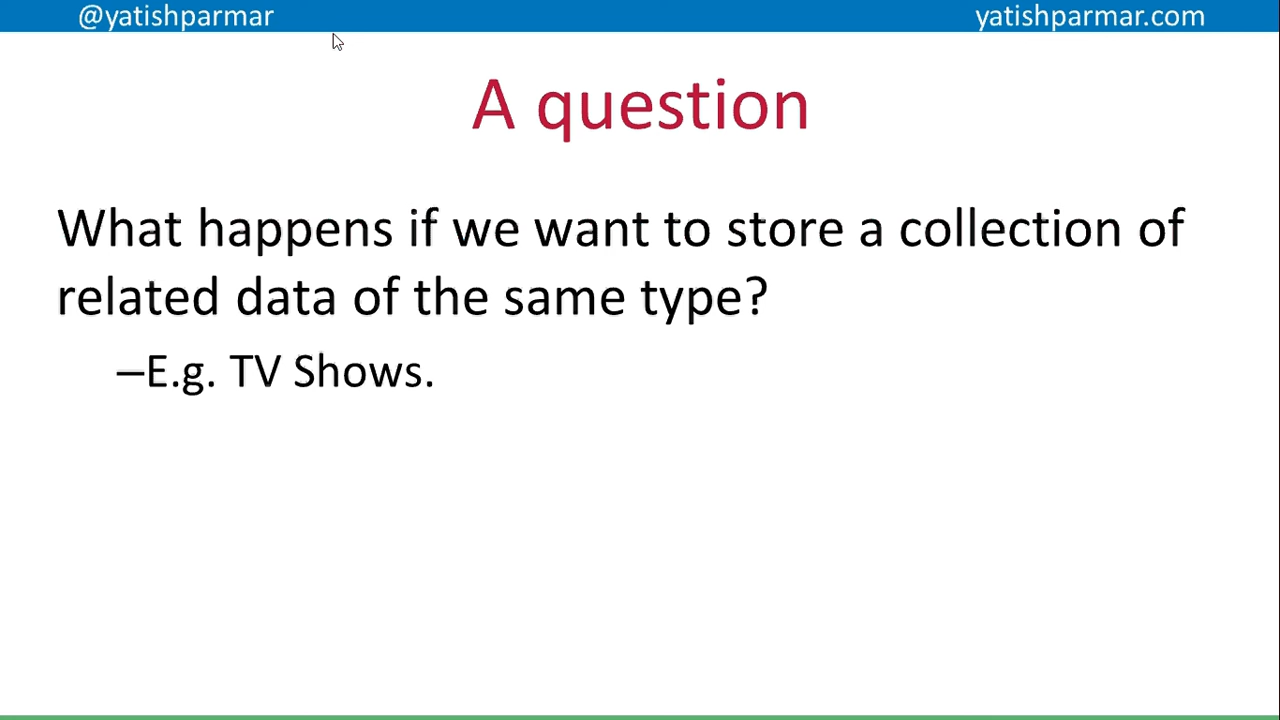 @yatishparmar
yatishparmar.com
A question
What happens if we want to store a collection of
related data of the same type?
–E.g. TV Shows.